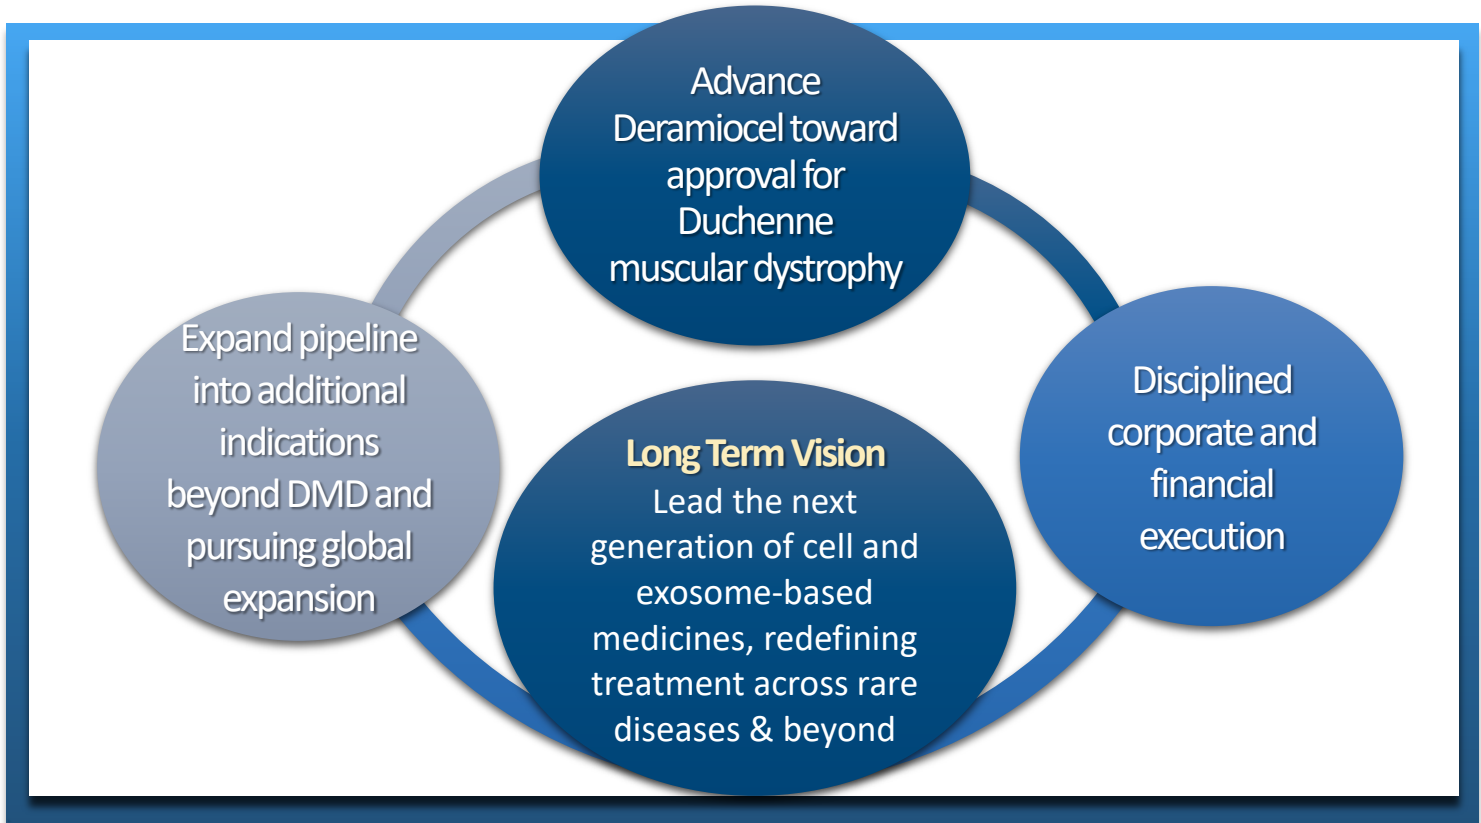 Advance
Deramiocel toward
approval for
Duchenne
muscular dystrophy
Expand pipeline
into additional
indications
beyond DMD and
pursuing global
expansion
Disciplined
corporate and
financial
execution
Long Term Vision
Lead the next
generation of cell and
exosome-based
medicines, redefining
treatment across rare
diseases & beyond